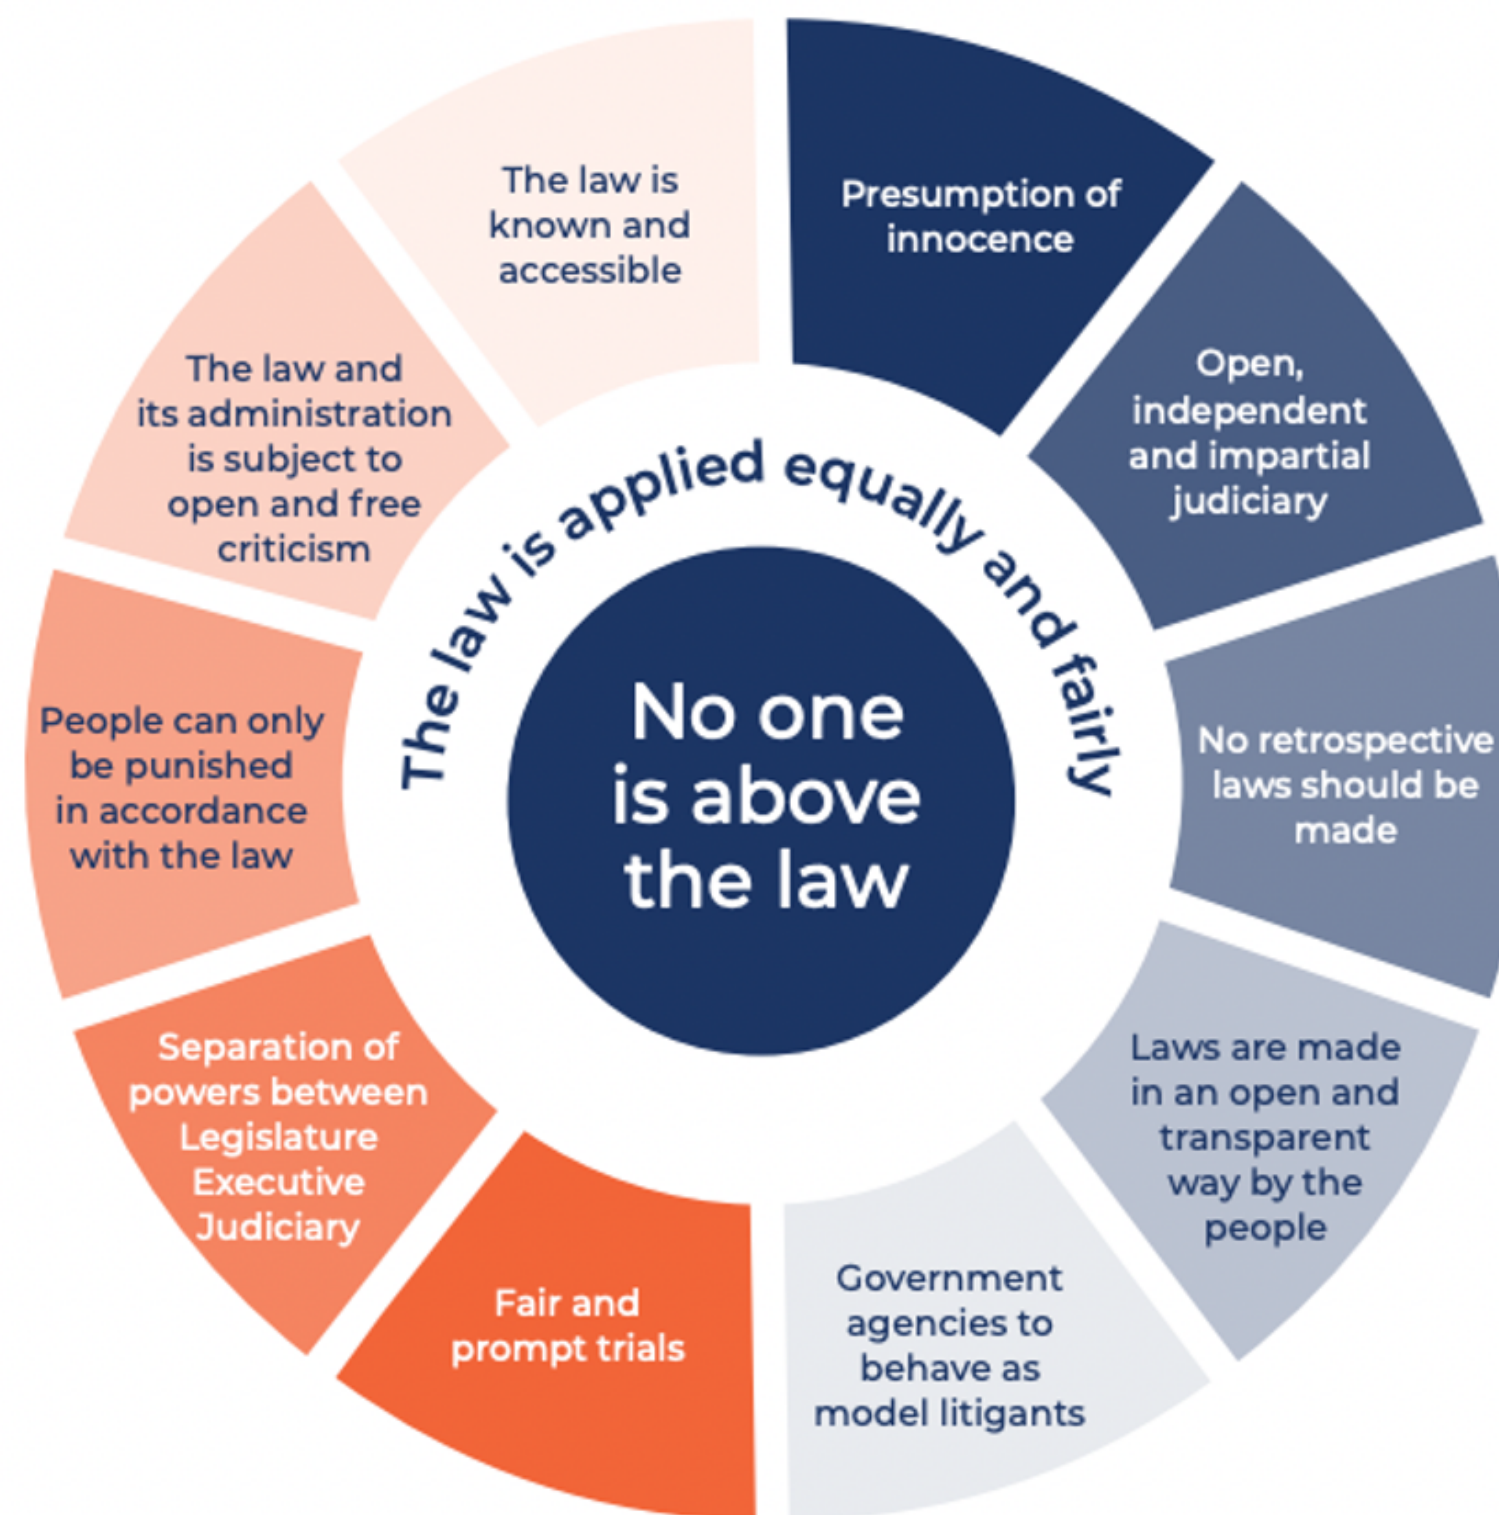 The law is
known and
accessible
Presumption of
innocence
Open,
independent
and impartial
judiciary
No retrospective
laws should be
made
Laws are made
in an open and
transparent
way by the
people
Government
agencies to
behave as
model litigants
Fair and
prompt trials
Separation of
powers between
Legislature
Executive
Judiciary
People can only
be punished
in accordance
with the law
The law and
its administration
is subject to
open and free
criticism
The law is applied equally and fairly
No one
is above
the law